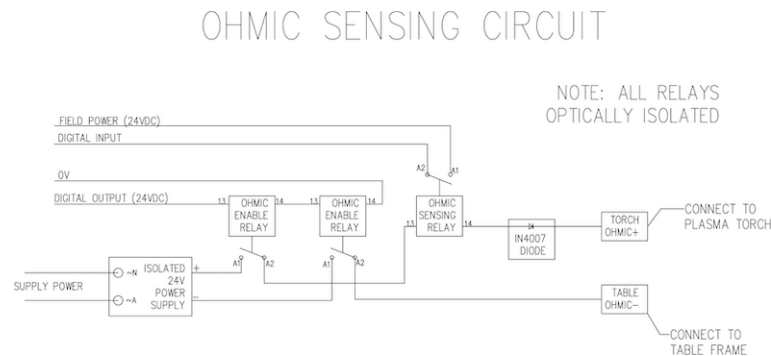 OHMIC SENSING CIRCUIT
NOTE: ALL RELAYS
OPTICALLY ISOLATED
FIELD POWER (24VDC)
DIGITAL INPUT
A2
A1
0V
DIGITAL OUTPUT (24VDC)
13
OHMIC
ENABLE
RELAY
14
13
OHMIC
ENABLE
RELAY
14
OHMIC
SENSING
RELAY
13
14
IN4007
DIODE
TORCH
OHMIC+
CONNECT TO
PLASMA TORCH
A1
A2
A1
A2
SUPPLY POWER
~N
~A
ISOLATED
24V
POWER
SUPPLY
+
-
TABLE
OHMIC-
CONNECT TO
TABLE FRAME